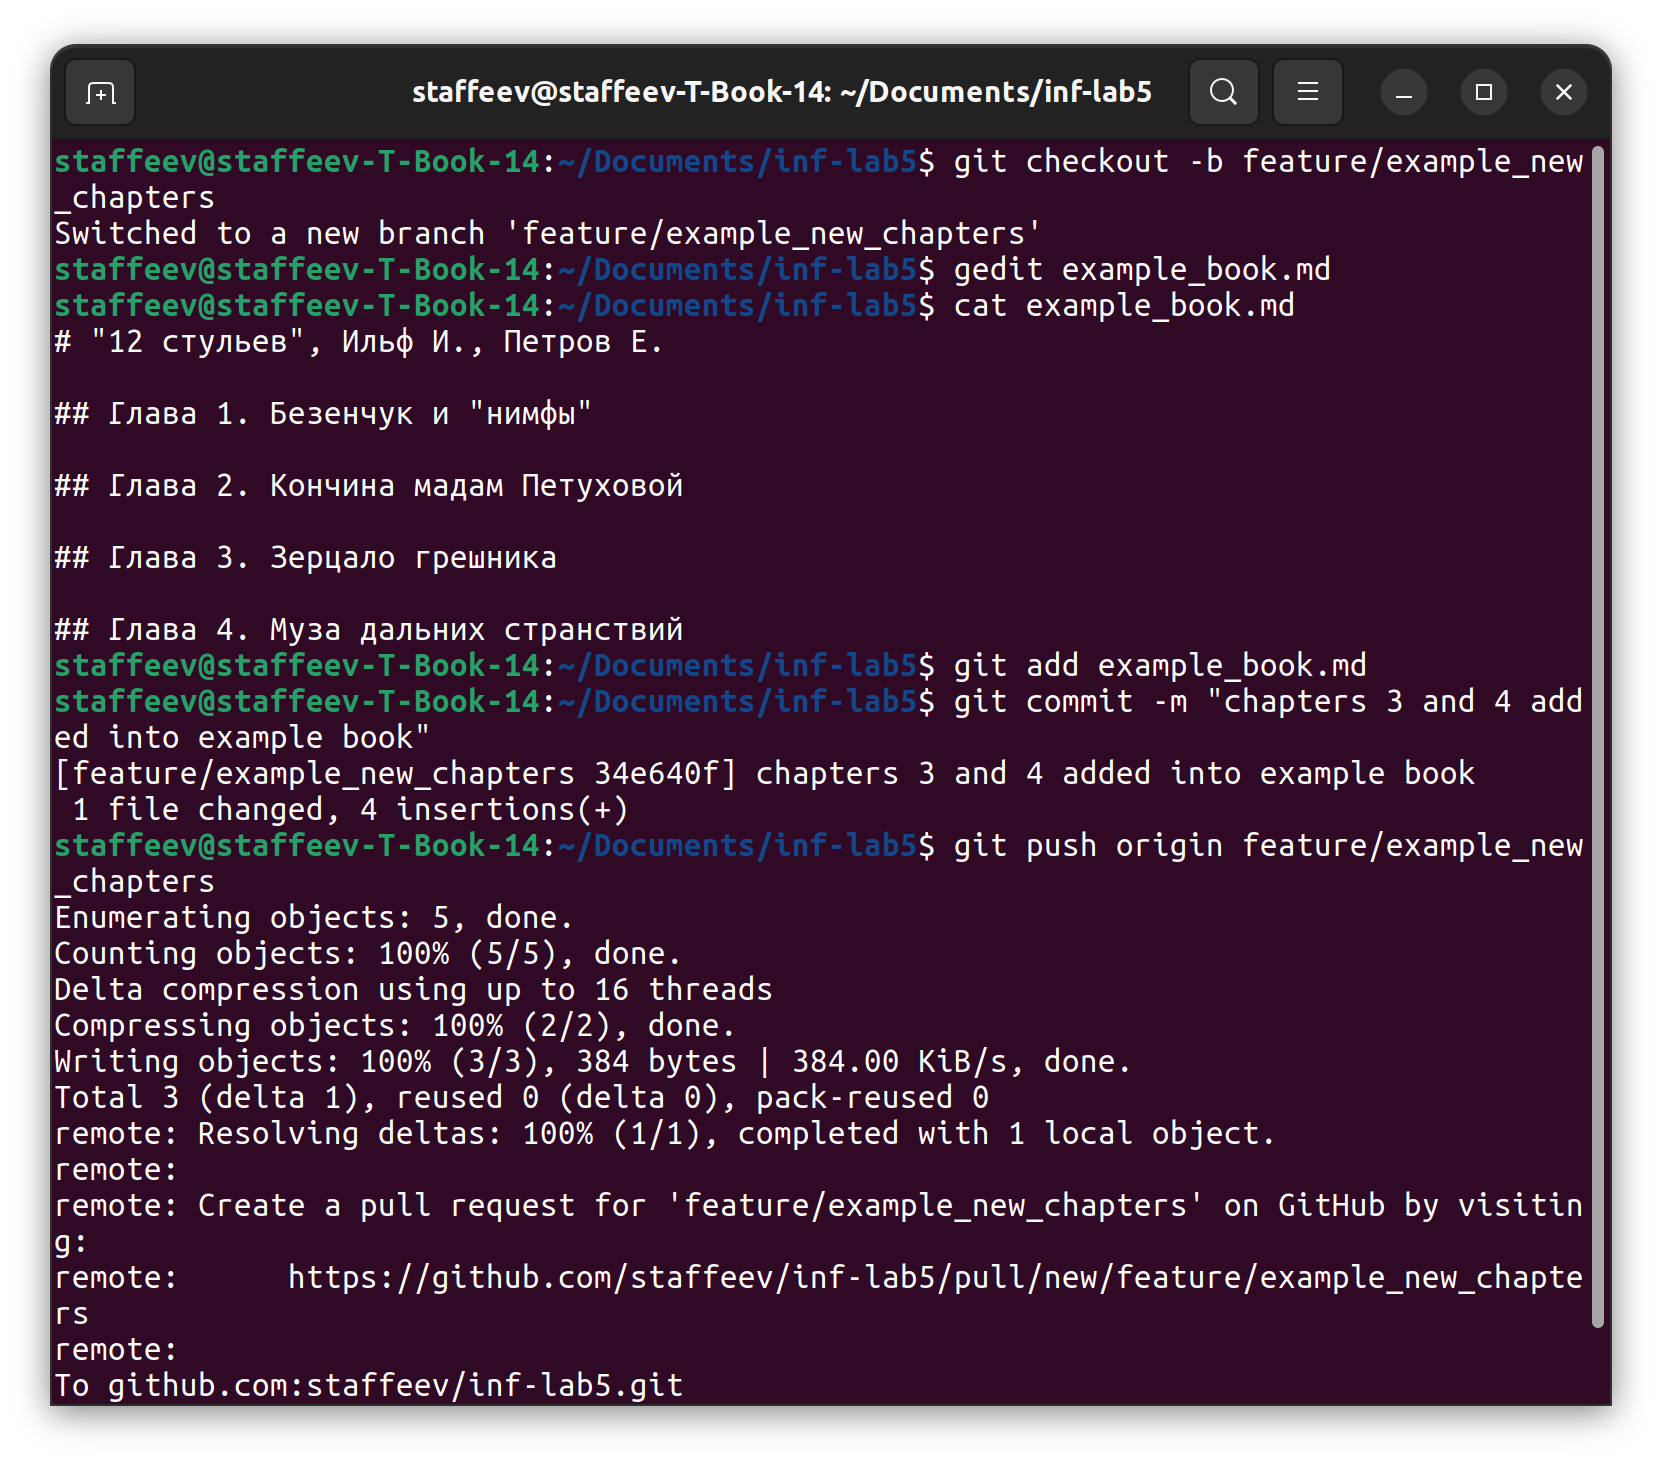 staffeev@staffeev-T-Book-14: ~/Documents/inf-lab5
staffeev@staffeev-T-Book-14:~/Documents/inf-lab5$ git checkout -b feature/example_new
_chapters
Switched to a new branch 'feature/example_new_chapters'
staffeev@staffeev-T-Book-14:~/Documents/inf-lab5$ gedit example_book.md
staffeev@staffeev-T-Book-14:~/Documents/inf-lab5$ cat example_book.md
# "12 стульев", Ильф И., Петров Е.
## Глава 1. Безенчук и "нимфы"
## Глава 2. Кончина мадам Петуховой
## Глава 3. Зерцало грешника
## Глава 4. Муза дальних странствий
staffeev@staffeev-T-Book-14:~/Documents/inf-lab5$ git add example_book.md
staffeev@staffeev-T-Book-14:~/Documents/inf-lab5$ git commit -m "chapters 3 and 4 add
ed into example book"
[feature/example_new_chapters 34e640f] chapters 3 and 4 added into example book
 1 file changed, 4 insertions(+)
staffeev@staffeev-T-Book-14:~/Documents/inf-lab5$ git push origin feature/example_new
_chapters
Enumerating objects: 5, done.
Counting objects: 100% (5/5), done.
Delta compression using up to 16 threads
Compressing objects: 100% (2/2), done.
Writing objects: 100% (3/3), 384 bytes | 384.00 KiB/s, done.
Total 3 (delta 1), reused 0 (delta 0), pack-reused 0
remote: Resolving deltas: 100% (1/1), completed with 1 local object.
remote:
remote: Create a pull request for 'feature/example_new_chapters' on GitHub by visitin
g:
remote:      https://github.com/staffeev/inf-lab5/pull/new/feature/example_new_chapte
rs
remote:
To github.com:staffeev/inf-lab5.git